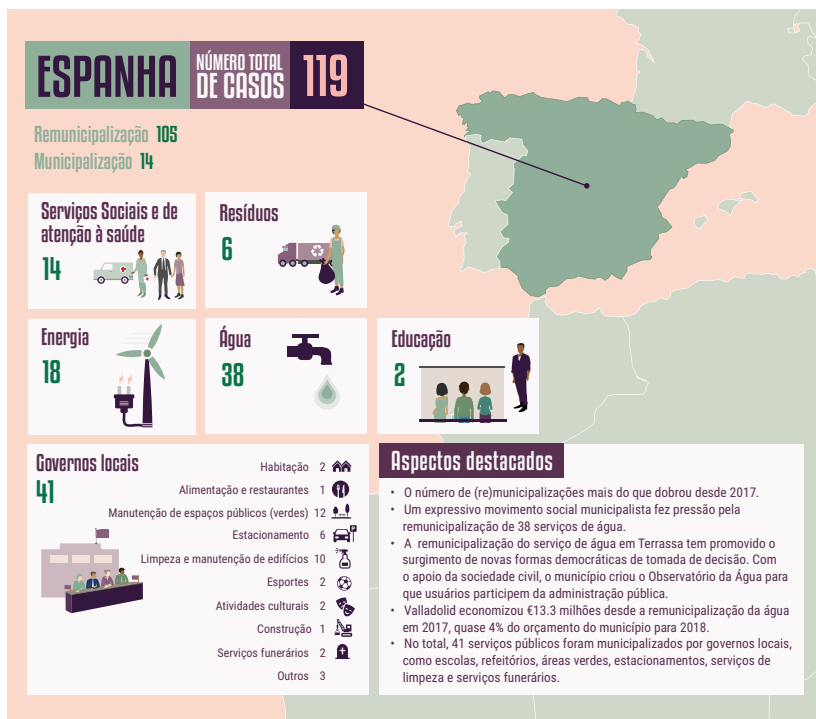 ESPANHA
NÚMERO TOTAL
DE CASOS
119
Remunicipalização 105
Municipalização 14
Serviços Sociais e de
atenção à saúde
14
Resíduos
6
Energia
18
Água
38
Educação
2
Governos locais
41
Habitação 2
Alimentação e restaurantes 1
Manutenção de espaços públicos (verdes) 12
Estacionamento 6
P
Limpeza e manutenção de edifícios 10
Esportes 2
Atividades culturais 2
Construção 1
Serviços funerários 2
Outros 3
Aspectos destacados
• O número de (re)municipalizações mais do que dobrou desde 2017.
• Um expressivo movimento social municipalista fez pressão pela
remunicipalização de 38 serviços de água.
• A remunicipalização do serviço de água em Terrassa tem promovido o
surgimento de novas formas democráticas de tomada de decisão. Com
o apoio da sociedade civil, o município criou o Observatório da Água para
que usuários participem da administração pública.
• Valladolid economizou €13.3 milhões desde a remunicipalização da água
em 2017, quase 4% do orçamento do município para 2018.
• No total, 41 serviços públicos foram municipalizados por governos locais,
como escolas, refeitórios, áreas verdes, estacionamentos, serviços de
limpeza e serviços funerários.